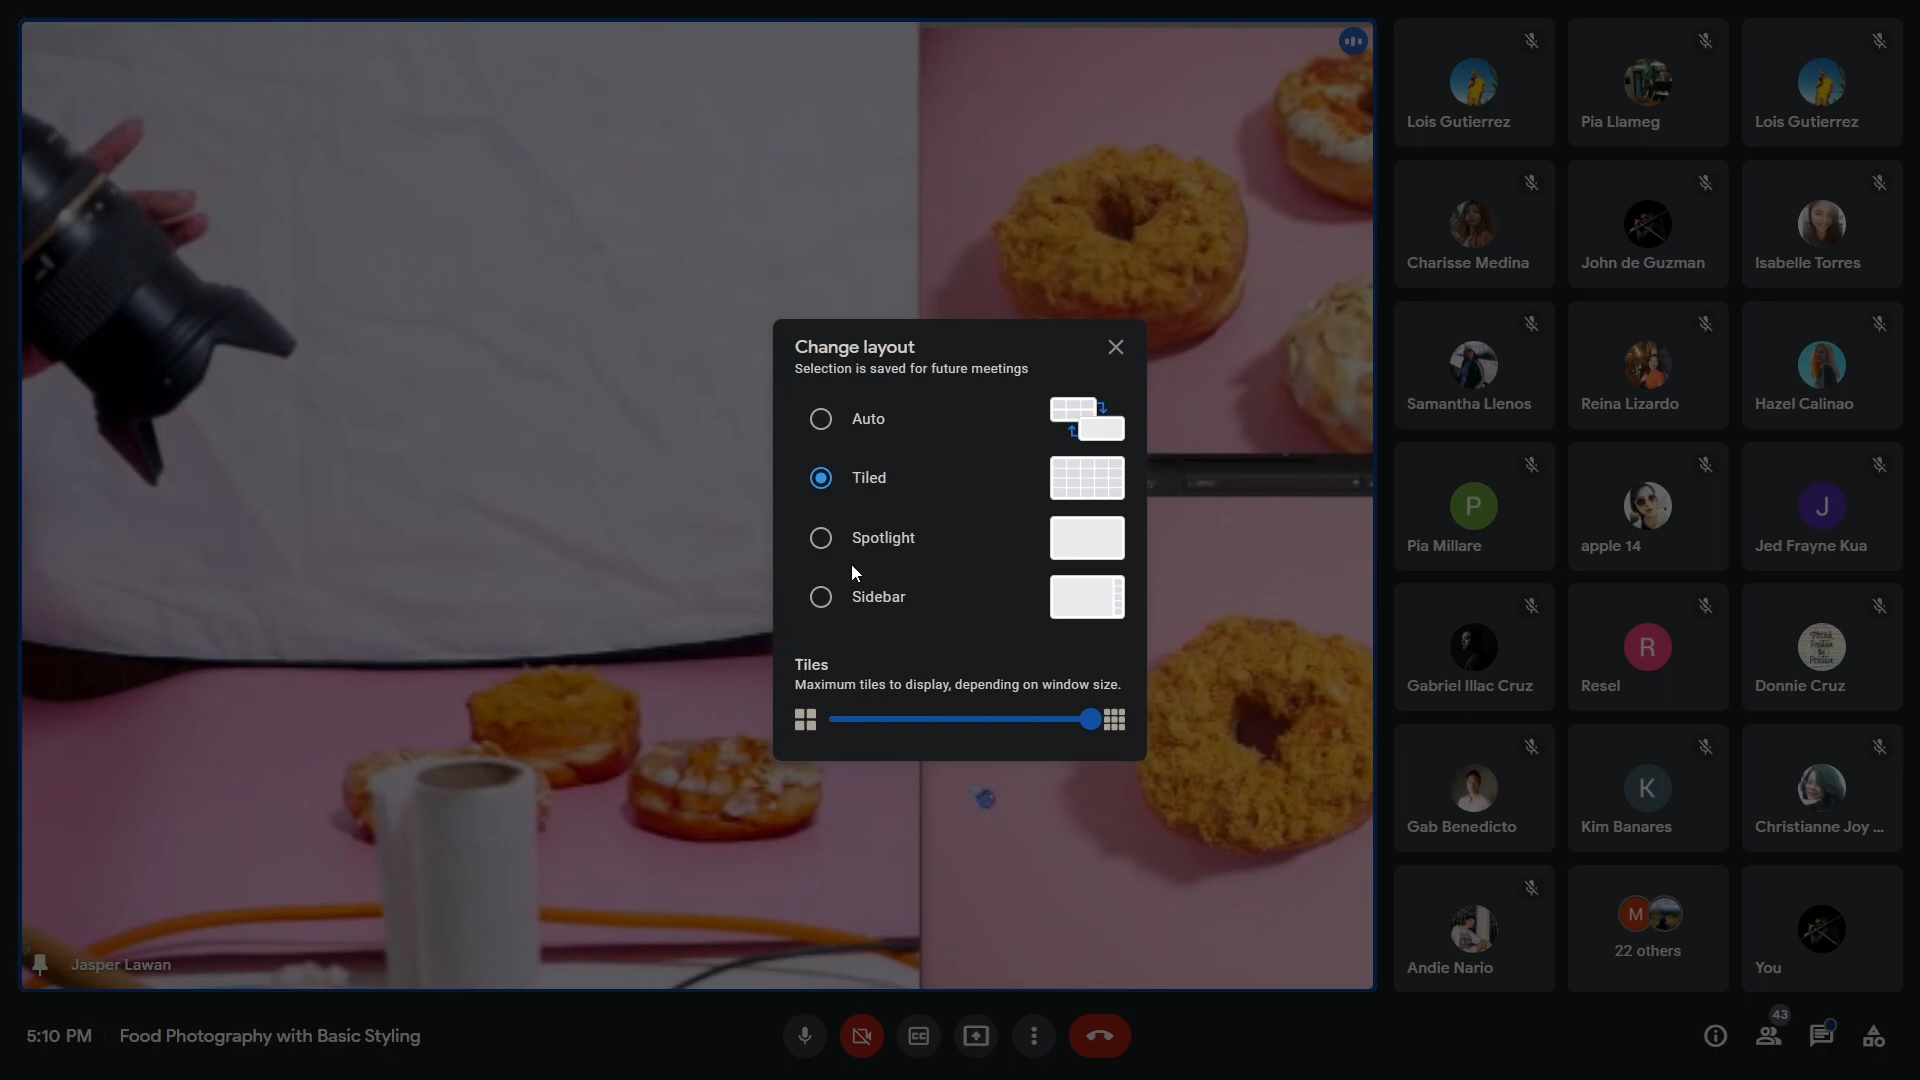 Lois Gutierrez
Pia Llameg
Lois Gutierrez
Charisse Medina
John de Guzman
Isabelle Torres
Change layout
Selection is saved for future meetings
Auto
Tiled
Spotlight
Sidebar
Tiles
Maximum tiles to display, depending on window size.
Samantha Llenos
Reina Lizardo
Hazel Calinao
P
J
Pia Millare
apple 14
Jed Frayne Kua
R
Gabriel Illac Cruz
Resel
Donnie Cruz
K
Gab Benedicto
Kim Banares
Christianne Joy ...
M
Andie Nario
22 others
You
Jasper Lawan
5:10 PM
Food Photography with Basic Styling
CC
43